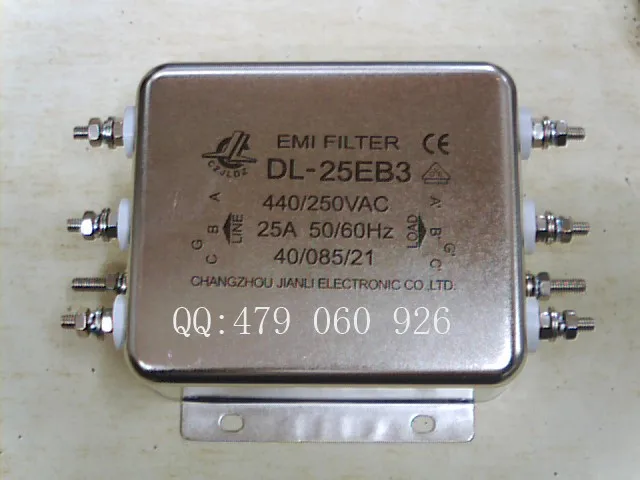 EMI FILTER CE
CZJLDZ
DL-25EB3
440/250VAC
25A 50/60Hz
40/085/21
A
B
G
C
LINE
LOAD
A'
B'
G'
C'
CHANGZHOU JIANLI ELECTRONIC CO.,LTD.
QQ:479 060 926